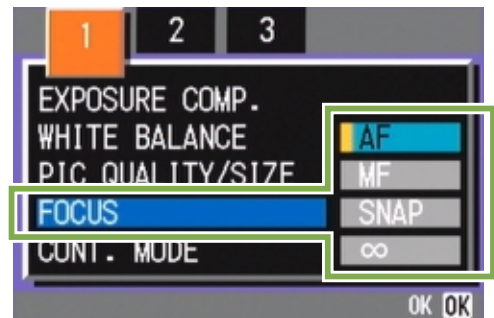 1 2 3
EXPOSURE COMP.
WHITE BALANCE AF
PIC QUALITY/SIZE MF
FOCUS SNAP
CONT. MODE ∞
OK OK